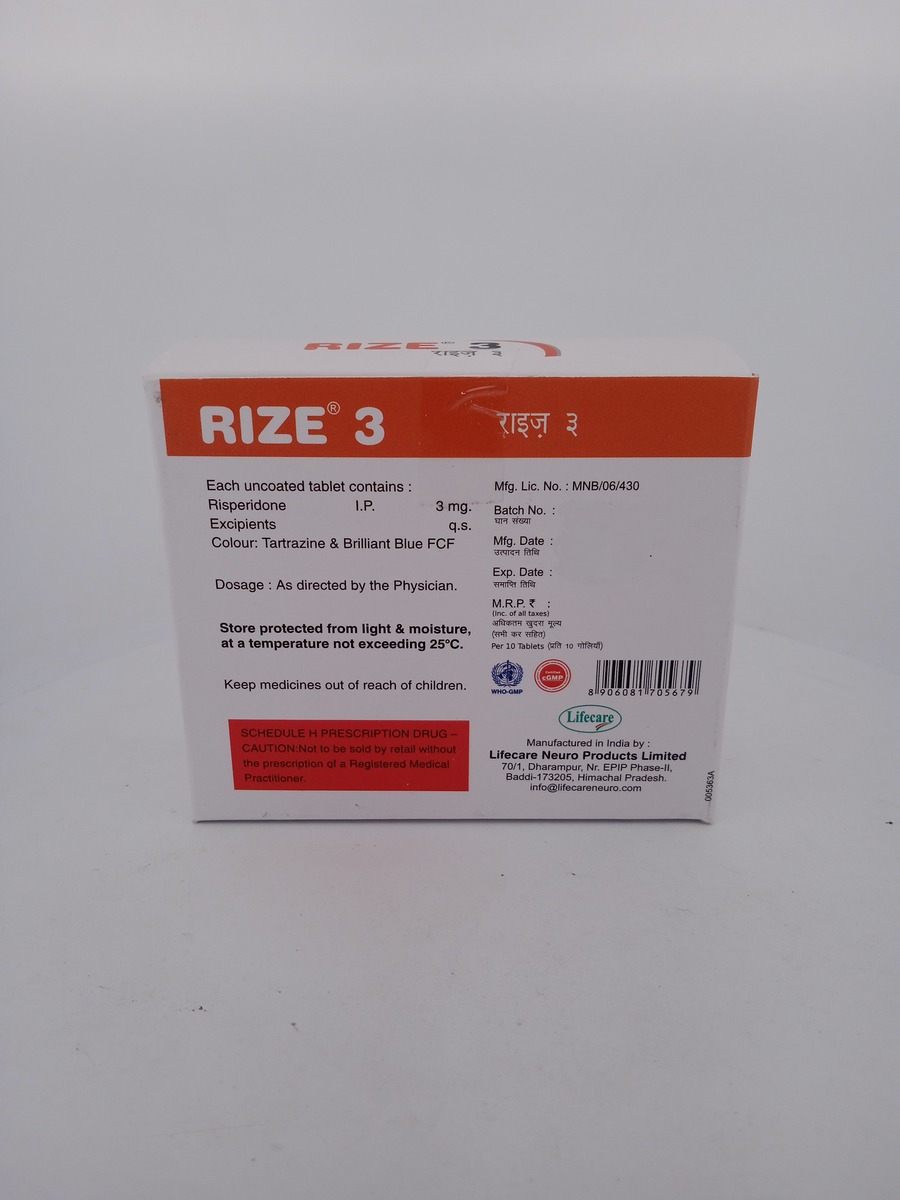 RIZE® 3
राइज़ ३
RIZE® 3
राइज़ ३
Each uncoated tablet contains :
Risperidone I.P. 3 mg.
Excipients q.s.
Colour: Tartrazine & Brilliant Blue FCF
Dosage : As directed by the Physician.
Store protected from light & moisture,
at a temperature not exceeding 25°C.
Keep medicines out of reach of children.
SCHEDULE H PRESCRIPTION DRUG –
CAUTION:Not to be sold by retail without
the prescription of a Registered Medical
Practitioner.
Mfg. Lic. No. : MNB/06/430
Batch No. :
घान संख्या
Mfg. Date :
उत्पादन तिथि
Exp. Date :
समाप्ति तिथि
M.R.P. ₹ :
(Inc. of all taxes)
अधिकतम खुदरा मूल्य
(सभी कर सहित)
Per 10 Tablets (प्रति 10 गोलियाँ)
WHO-GMP
Certified
cGMP
8 906081 705679
Lifecare
Manufactured in India by :
Lifecare Neuro Products Limited
70/1, Dharampur, Nr. EPIP Phase-II,
Baddi-173205, Himachal Pradesh.
info@lifecareneuro.com
005363A